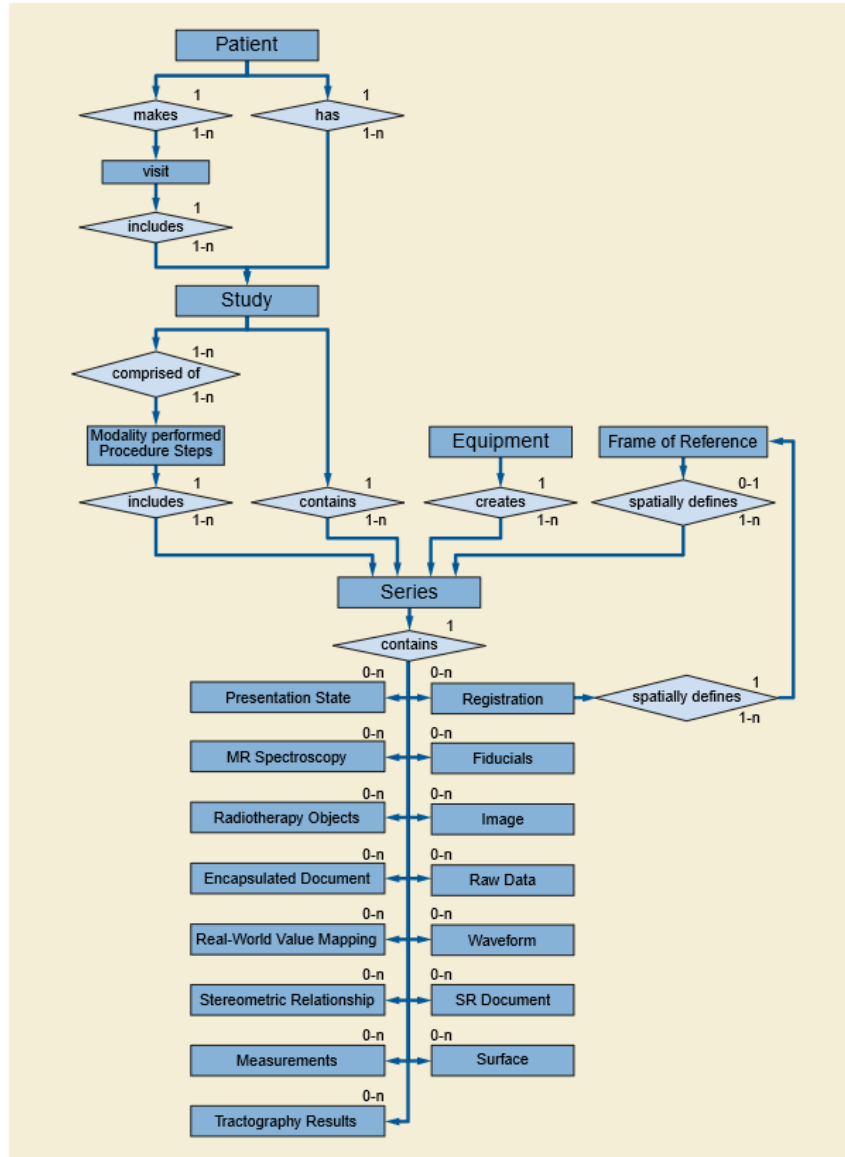 Patient
1
1
makes
has
1-n
1-n
visit
1
includes
1-n
Study
1-n
comprised of
1-n
Modality performed
Procedure Steps
Equipment
Frame of Reference
1
1
1
0-1
includes
contains
creates
spatially defines
1-n
1-n
1-n
1-n
Series
1
contains
0-n
0-n
Presentation State
Registration
1
spatially defines
1-n
0-n
0-n
MR Spectroscopy
Fiducials
0-n
0-n
Radiotherapy Objects
Image
0-n
0-n
Encapsulated Document
Raw Data
0-n
0-n
Real-World Value Mapping
Waveform
0-n
0-n
Stereometric Relationship
SR Document
0-n
0-n
Measurements
Surface
0-n
Tractography Results